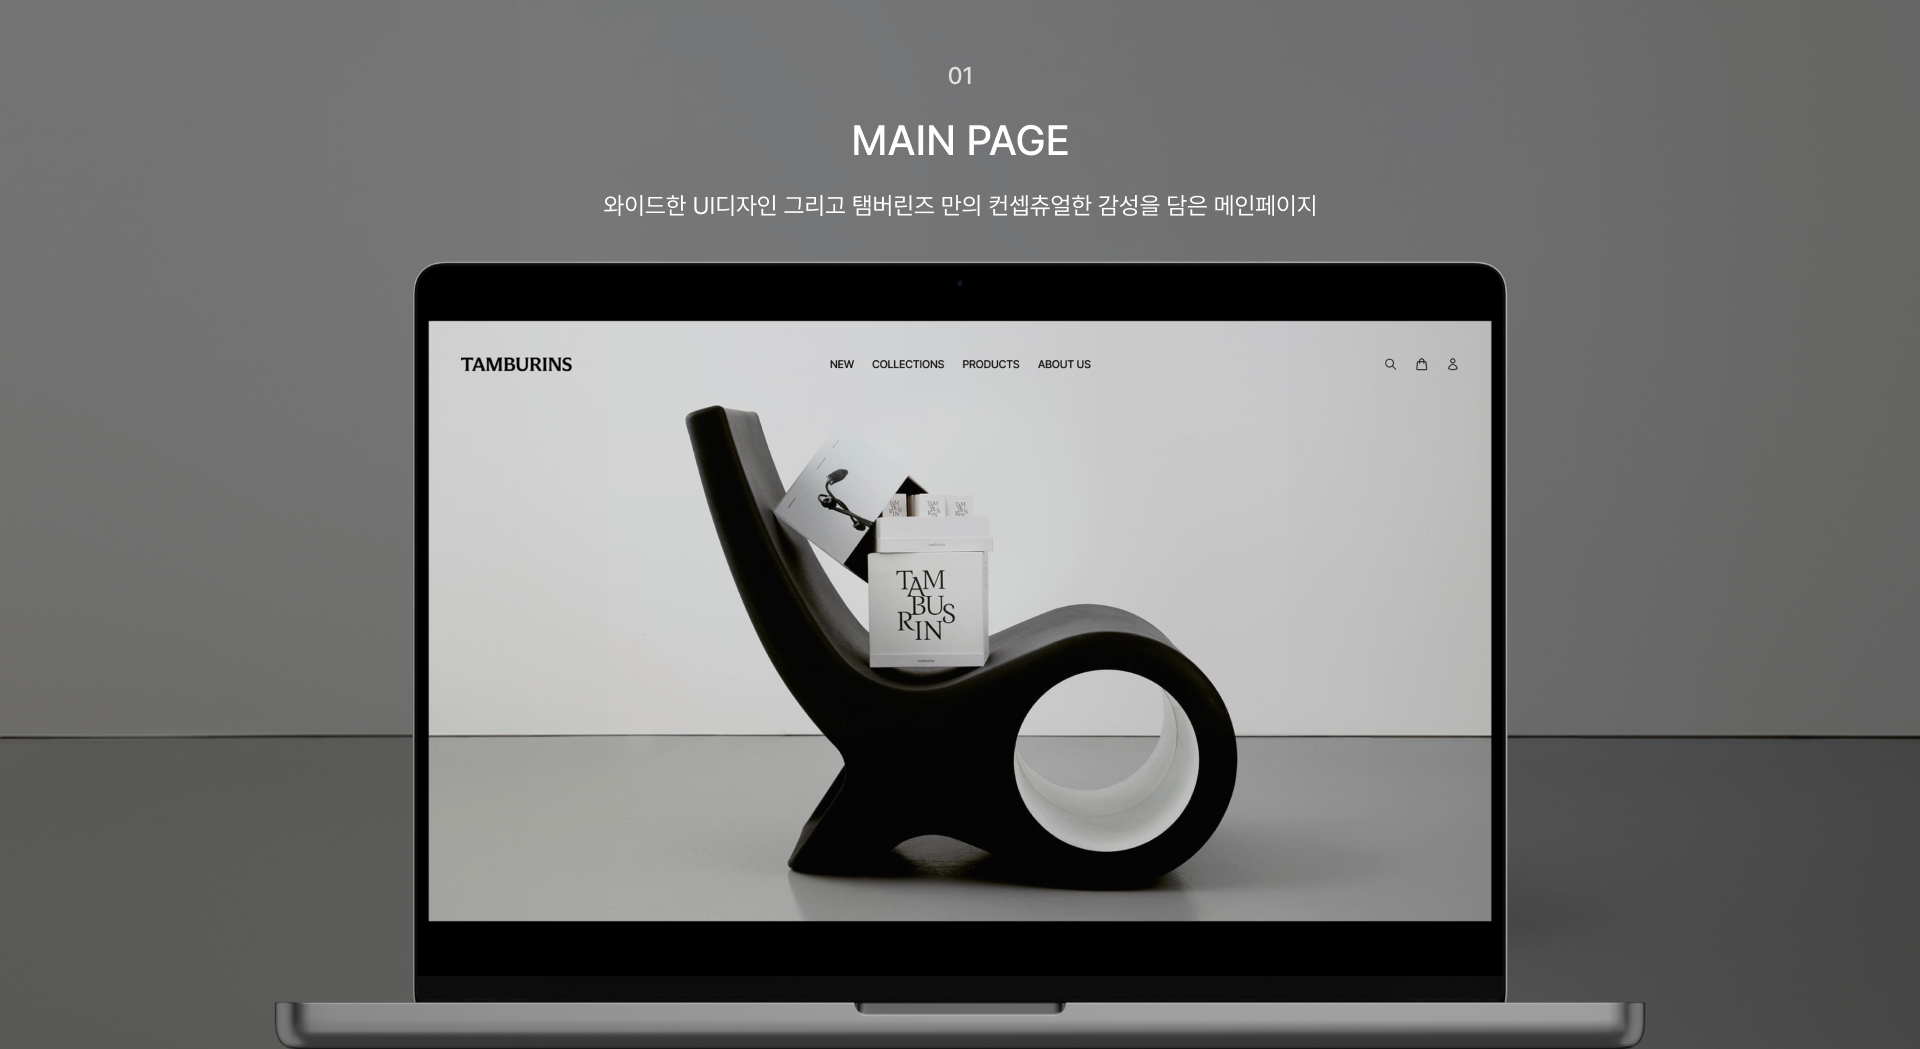 01
MAIN PAGE
와이드한 UI디자인 그리고 탬버린즈 만의 컨셉츄얼한 감성을 담은 메인페이지
TAMBURINS
NEW COLLECTIONS PRODUCTS ABOUT US
TAM
BUS
RIN